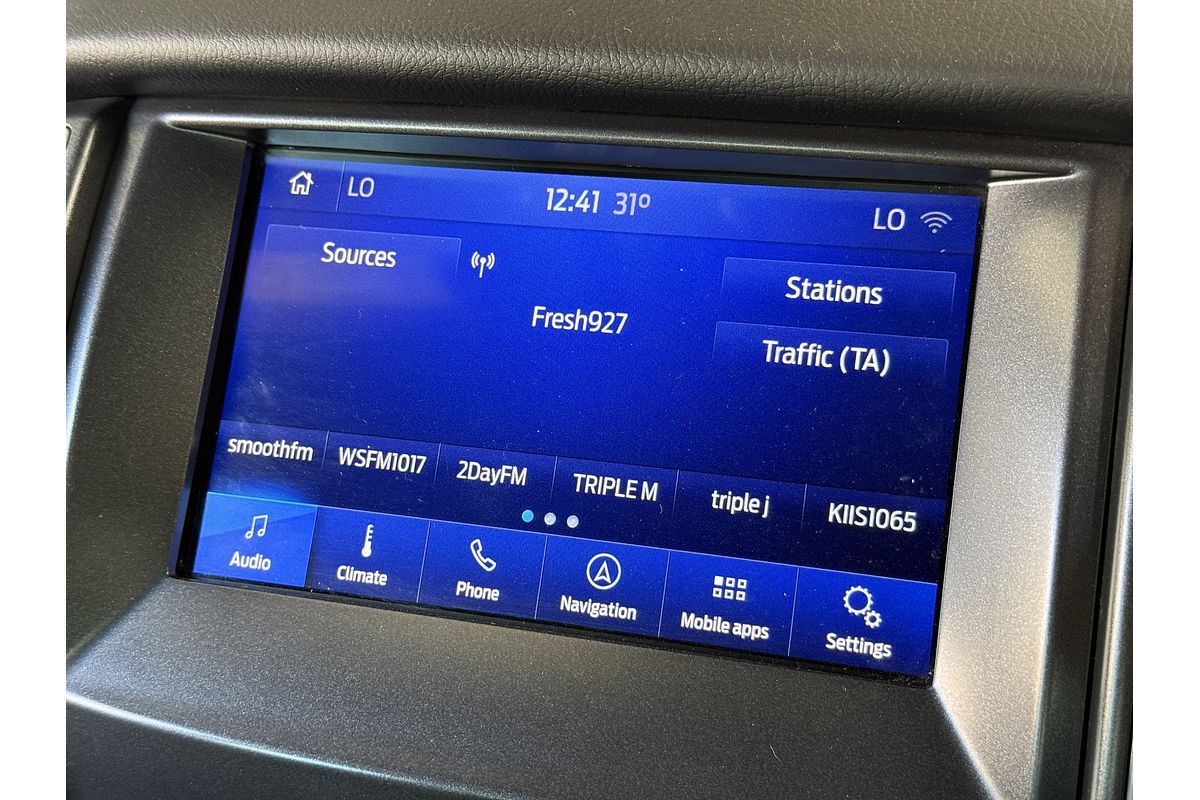 LO
12:41 31º
LO
Sources
Stations
Fresh927
Traffic (TA)
smoothfm
WSFM1017
2DayFM
TRIPLE M
triple j
KIIS1065
Audio
Climate
Phone
Navigation
Mobile apps
Settings